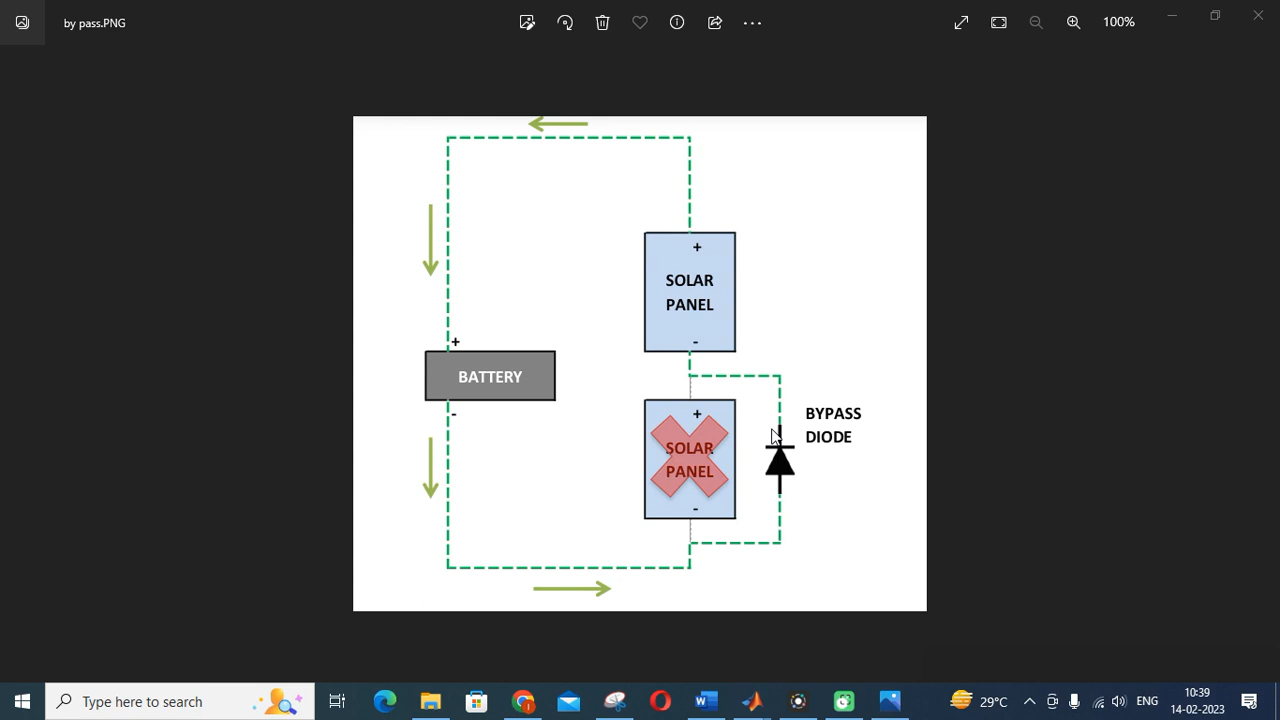 by pass.PNG
100%
+
SOLAR
PANEL
-
+
BATTERY
-
+
SOLAR
PANEL
-
BYPASS
DIODE
Type here to search
29°C
ENG
10:39
14-02-2023